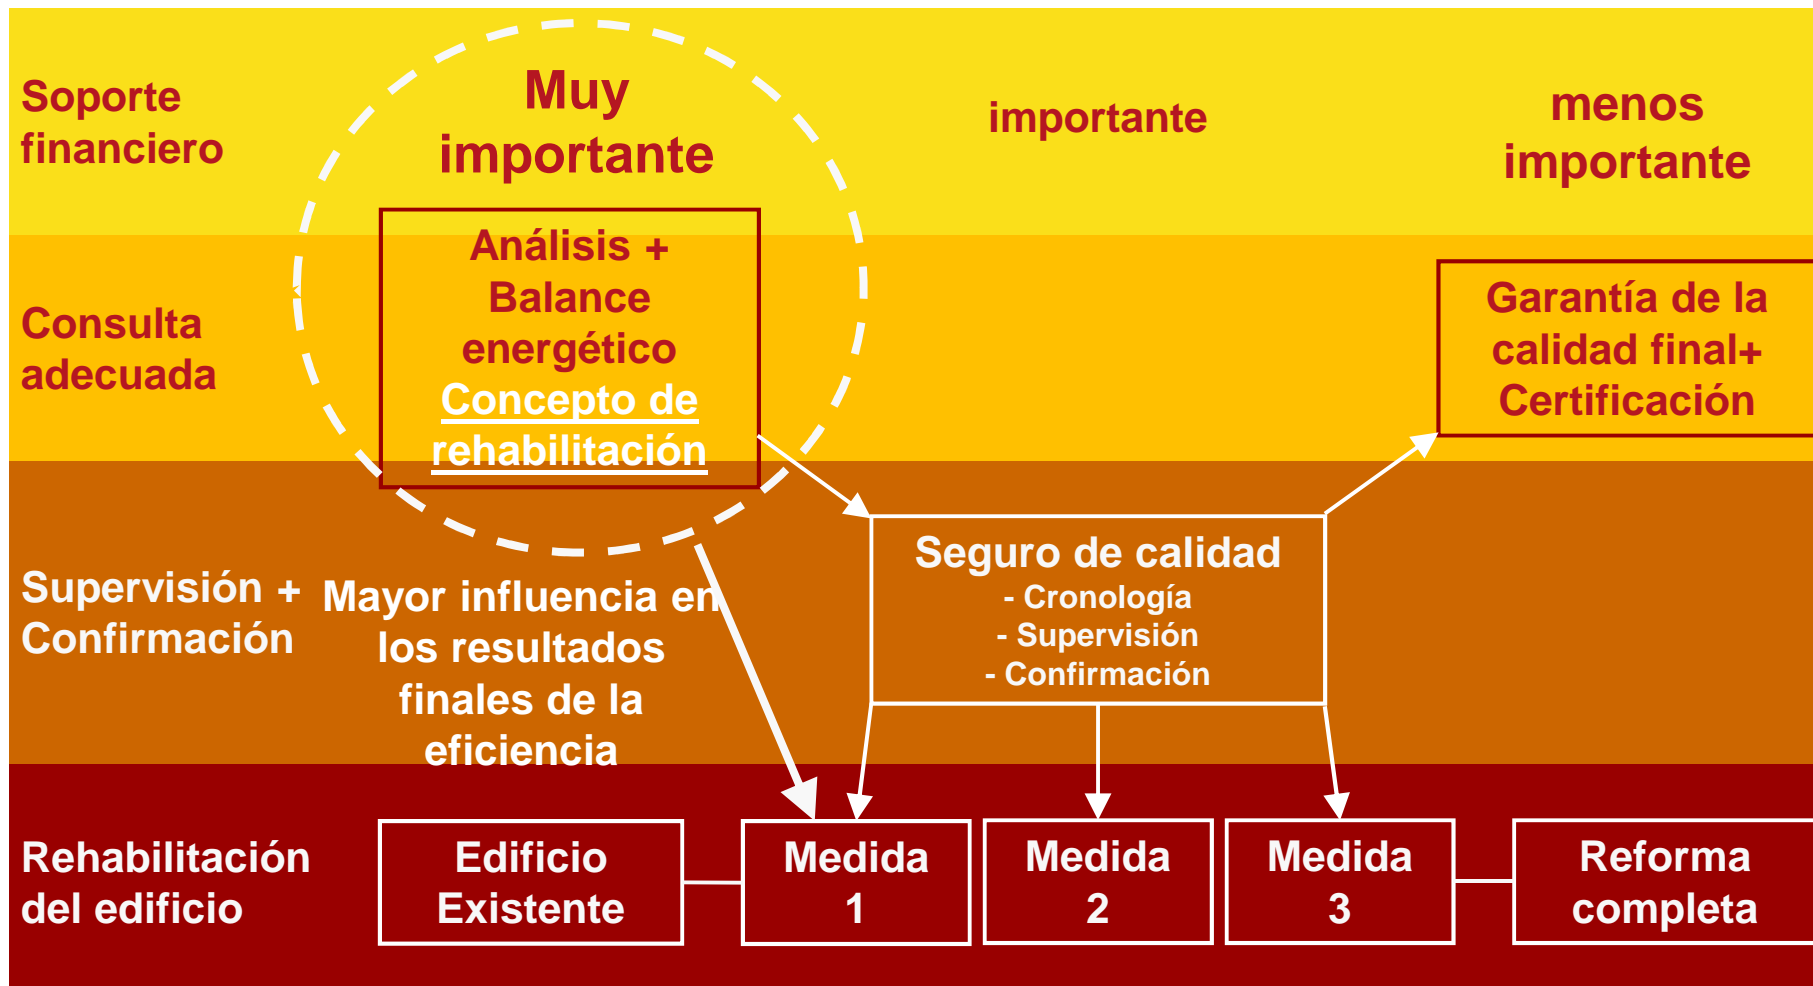 Soporte
financiero
Muy
importante
importante
menos
importante
Consulta
adecuada
Análisis +
Balance
energético
Concepto de
rehabilitación
Garantía de la
calidad final+
Certificación
Supervisión +
Confirmación
Mayor influencia en
los resultados
finales de la
eficiencia
Seguro de calidad
- Cronología
- Supervisión
- Confirmación
Rehabilitación
del edificio
Edificio
Existente
Medida
1
Medida
2
Medida
3
Reforma
completa